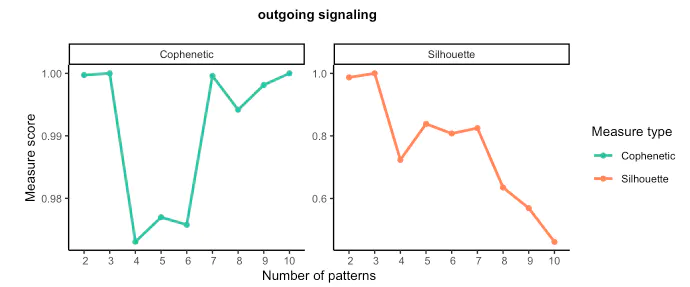 outgoing signaling
Cophenetic
Silhouette
Measure score
1.00
0.99
0.98
1.0
0.8
0.6
2 3 4 5 6 7 8 9 10
2 3 4 5 6 7 8 9 10
Number of patterns
Measure type
Cophenetic
Silhouette